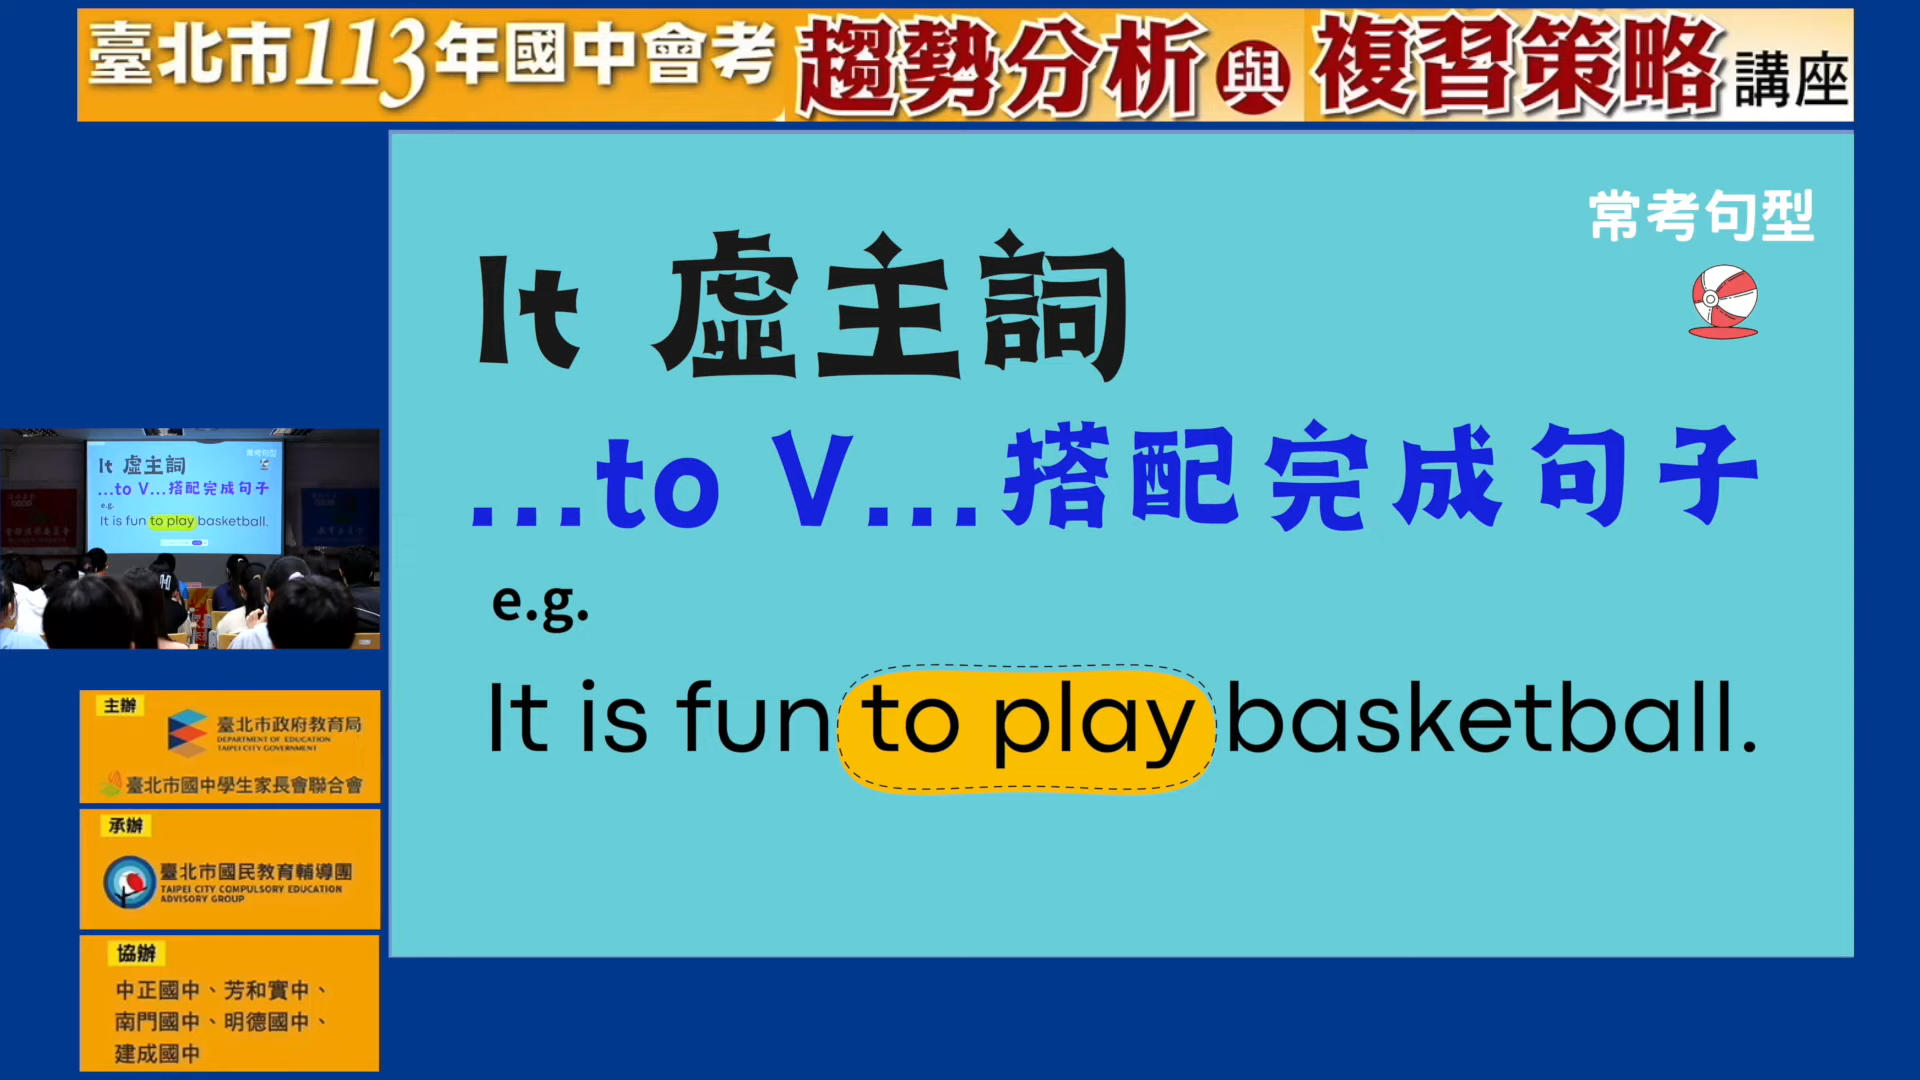 臺北市113年國中會考 趨勢分析與複習策略講座
常考句型
It 虛主詞
...to V...搭配完成句子
e.g.
It is fun to play basketball.
常考句型
It 虛主詞
...to V...搭配完成句子
e.g.
It is fun to play basketball.
主辦
臺北市政府教育局
DEPARTMENT OF EDUCATION
TAIPEI CITY GOVERNMENT
臺北市國中學生家長會聯合會
承辦
臺北市國民教育輔導團
TAIPEI CITY COMPULSORY EDUCATION
ADVISORY GROUP
協辦
中正國中、芳和實中、
南門國中、明德國中、
建成國中